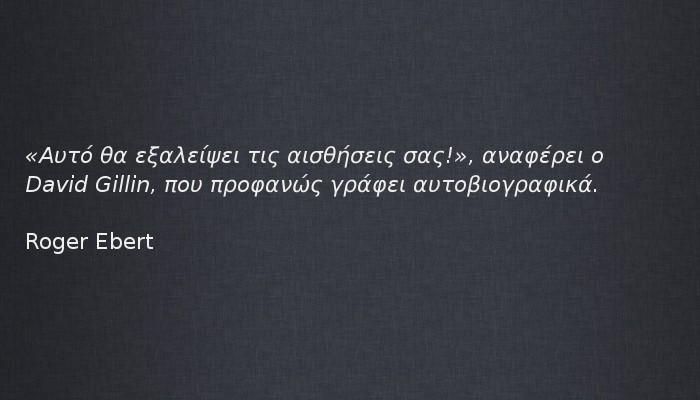 «Αυτό θα εξαλείψει τις αισθήσεις σας!», αναφέρει ο
David Gillin, που προφανώς γράφει αυτοβιογραφικά.
Roger Ebert